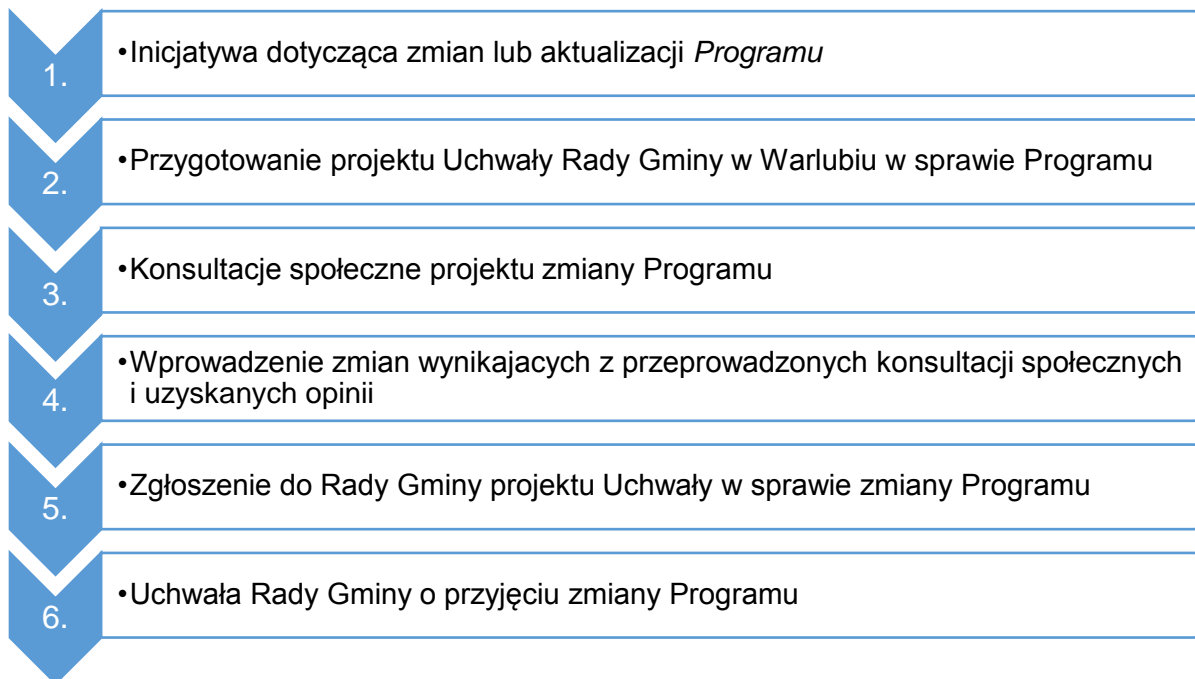 1.
•Inicjatywa dotycząca zmian lub aktualizacji Programu
2.
•Przygotowanie projektu Uchwały Rady Gminy w Warlubiu w sprawie Programu
3.
•Konsultacje społeczne projektu zmiany Programu
4.
•Wprowadzenie zmian wynikajacych z przeprowadzonych konsultacji społecznych
i uzyskanych opinii
5.
•Zgłoszenie do Rady Gminy projektu Uchwały w sprawie zmiany Programu
6.
•Uchwała Rady Gminy o przyjęciu zmiany Programu